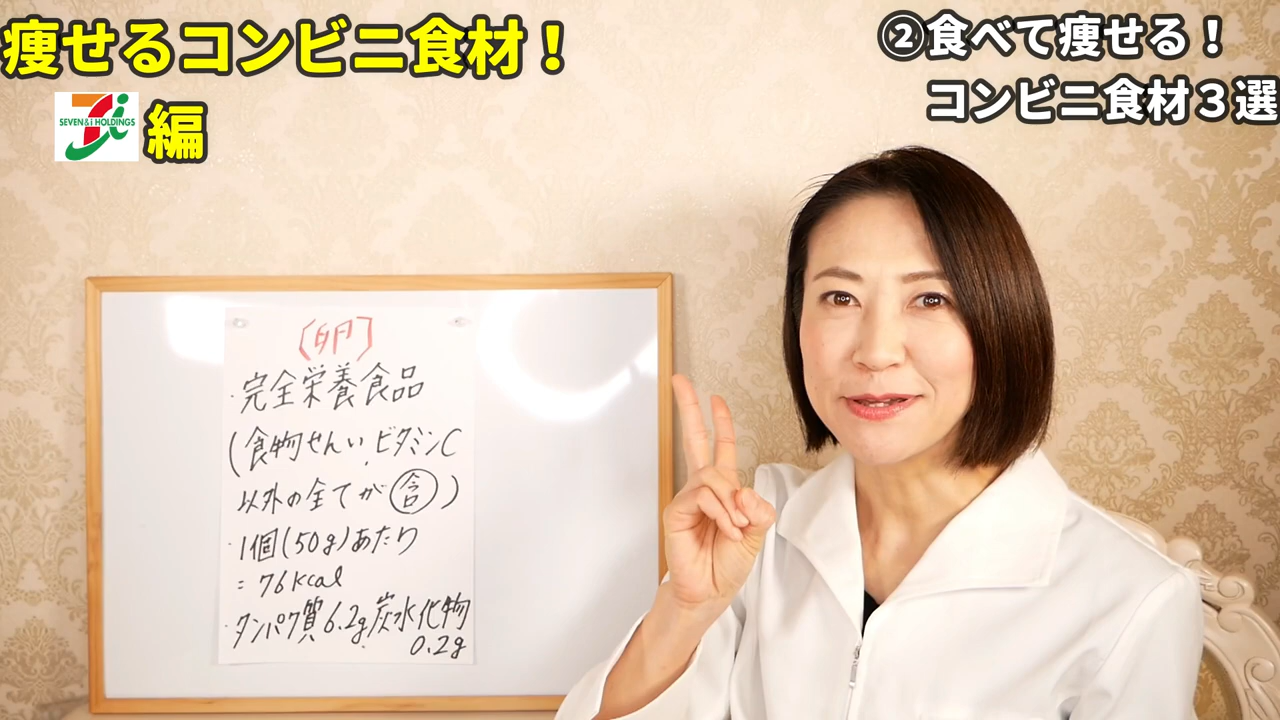 痩せるコンビニ食材！
SEVEN&i HOLDINGS
編
②食べて痩せる！
コンビニ食材３選
〔卵〕
・完全栄養食品
(食物せんい、ビタミンC
以外の全てが含)
・1個(50g)あたり
=76kcal
・タンパク質6.2g、炭水化物
0.2g